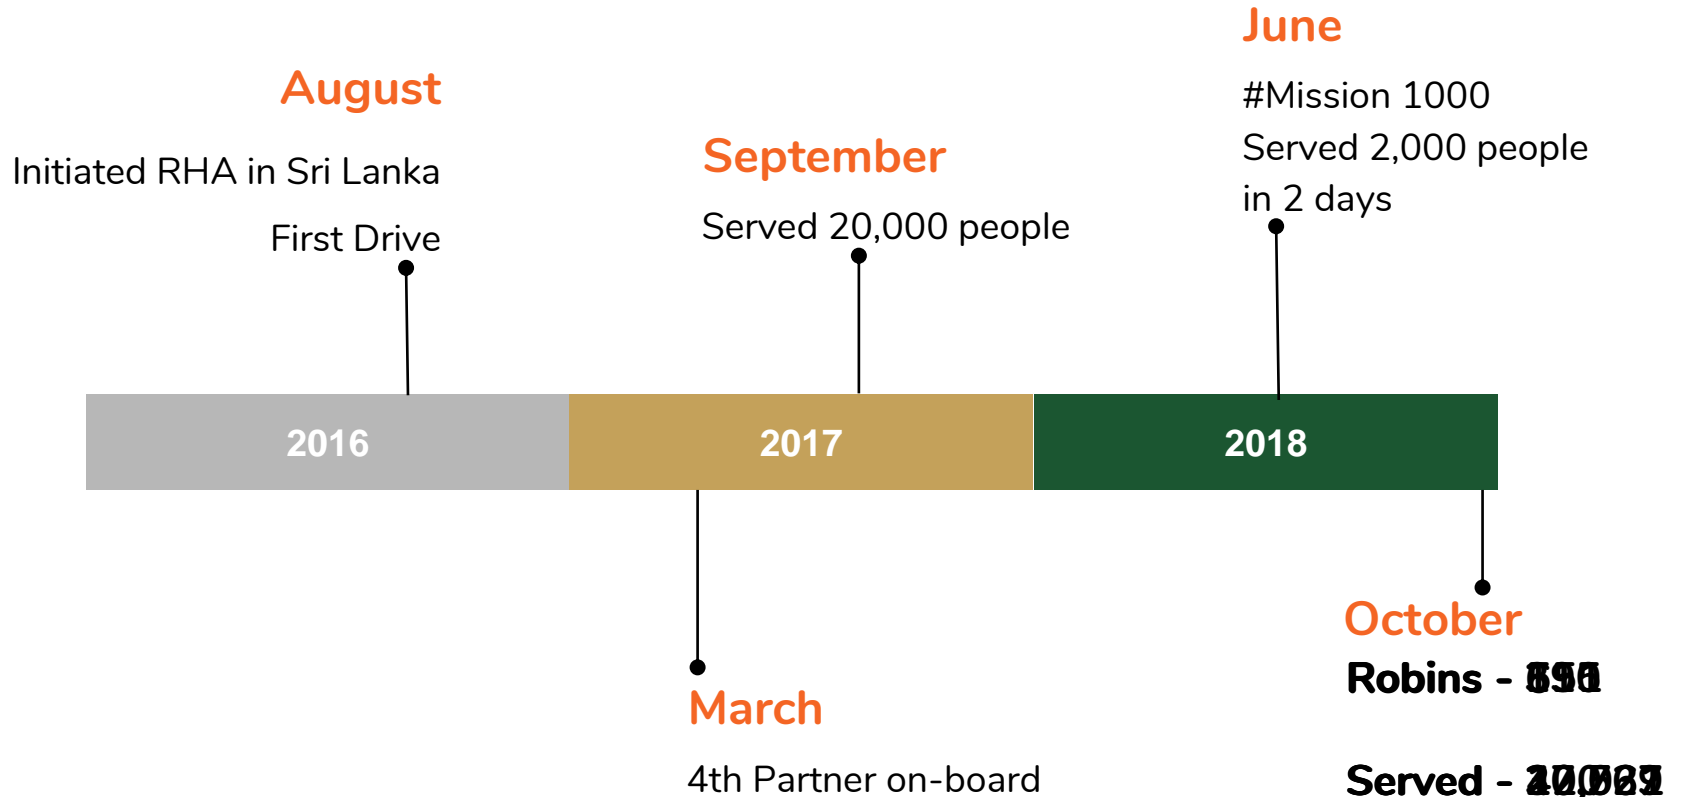 June
#Mission 1000
Served 2,000 people
in 2 days
August
Initiated RHA in Sri Lanka
First Drive
September
Served 20,000 people
2016
2017
2018
March
4th Partner on-board
October
Robins -
Served -